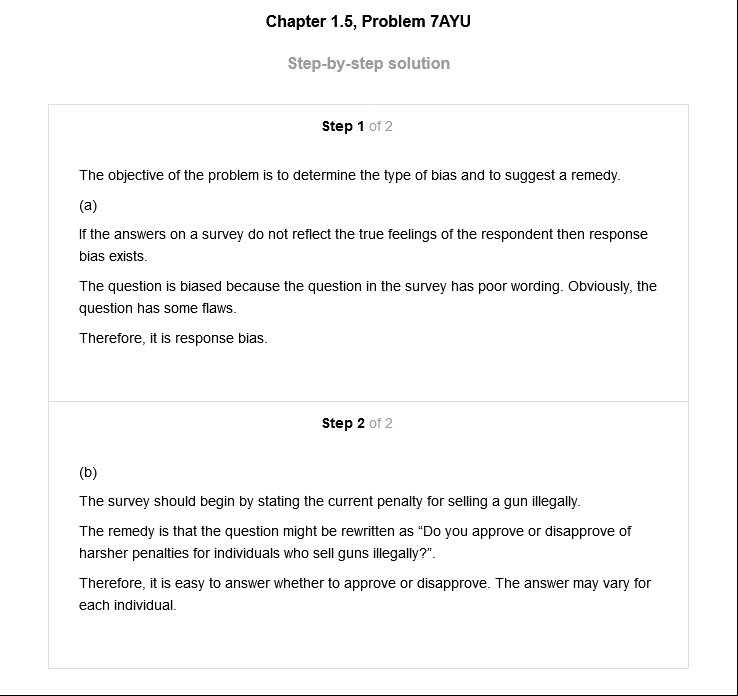 Chapter 1.5, Problem 7AYU
Step-by-step solution
Step 1 of 2
The objective of the problem is to determine the type of bias and to suggest a remedy.
(a)
If the answers on a survey do not reflect the true feelings of the respondent then response
bias exists.
The question is biased because the question in the survey has poor wording. Obviously, the
question has some flaws.
Therefore, it is response bias.
Step 2 of 2
(b)
The survey should begin by stating the current penalty for selling a gun illegally.
The remedy is that the question might be rewritten as “Do you approve or disapprove of
harsher penalties for individuals who sell guns illegally?”.
Therefore, it is easy to answer whether to approve or disapprove. The answer may vary for
each individual.